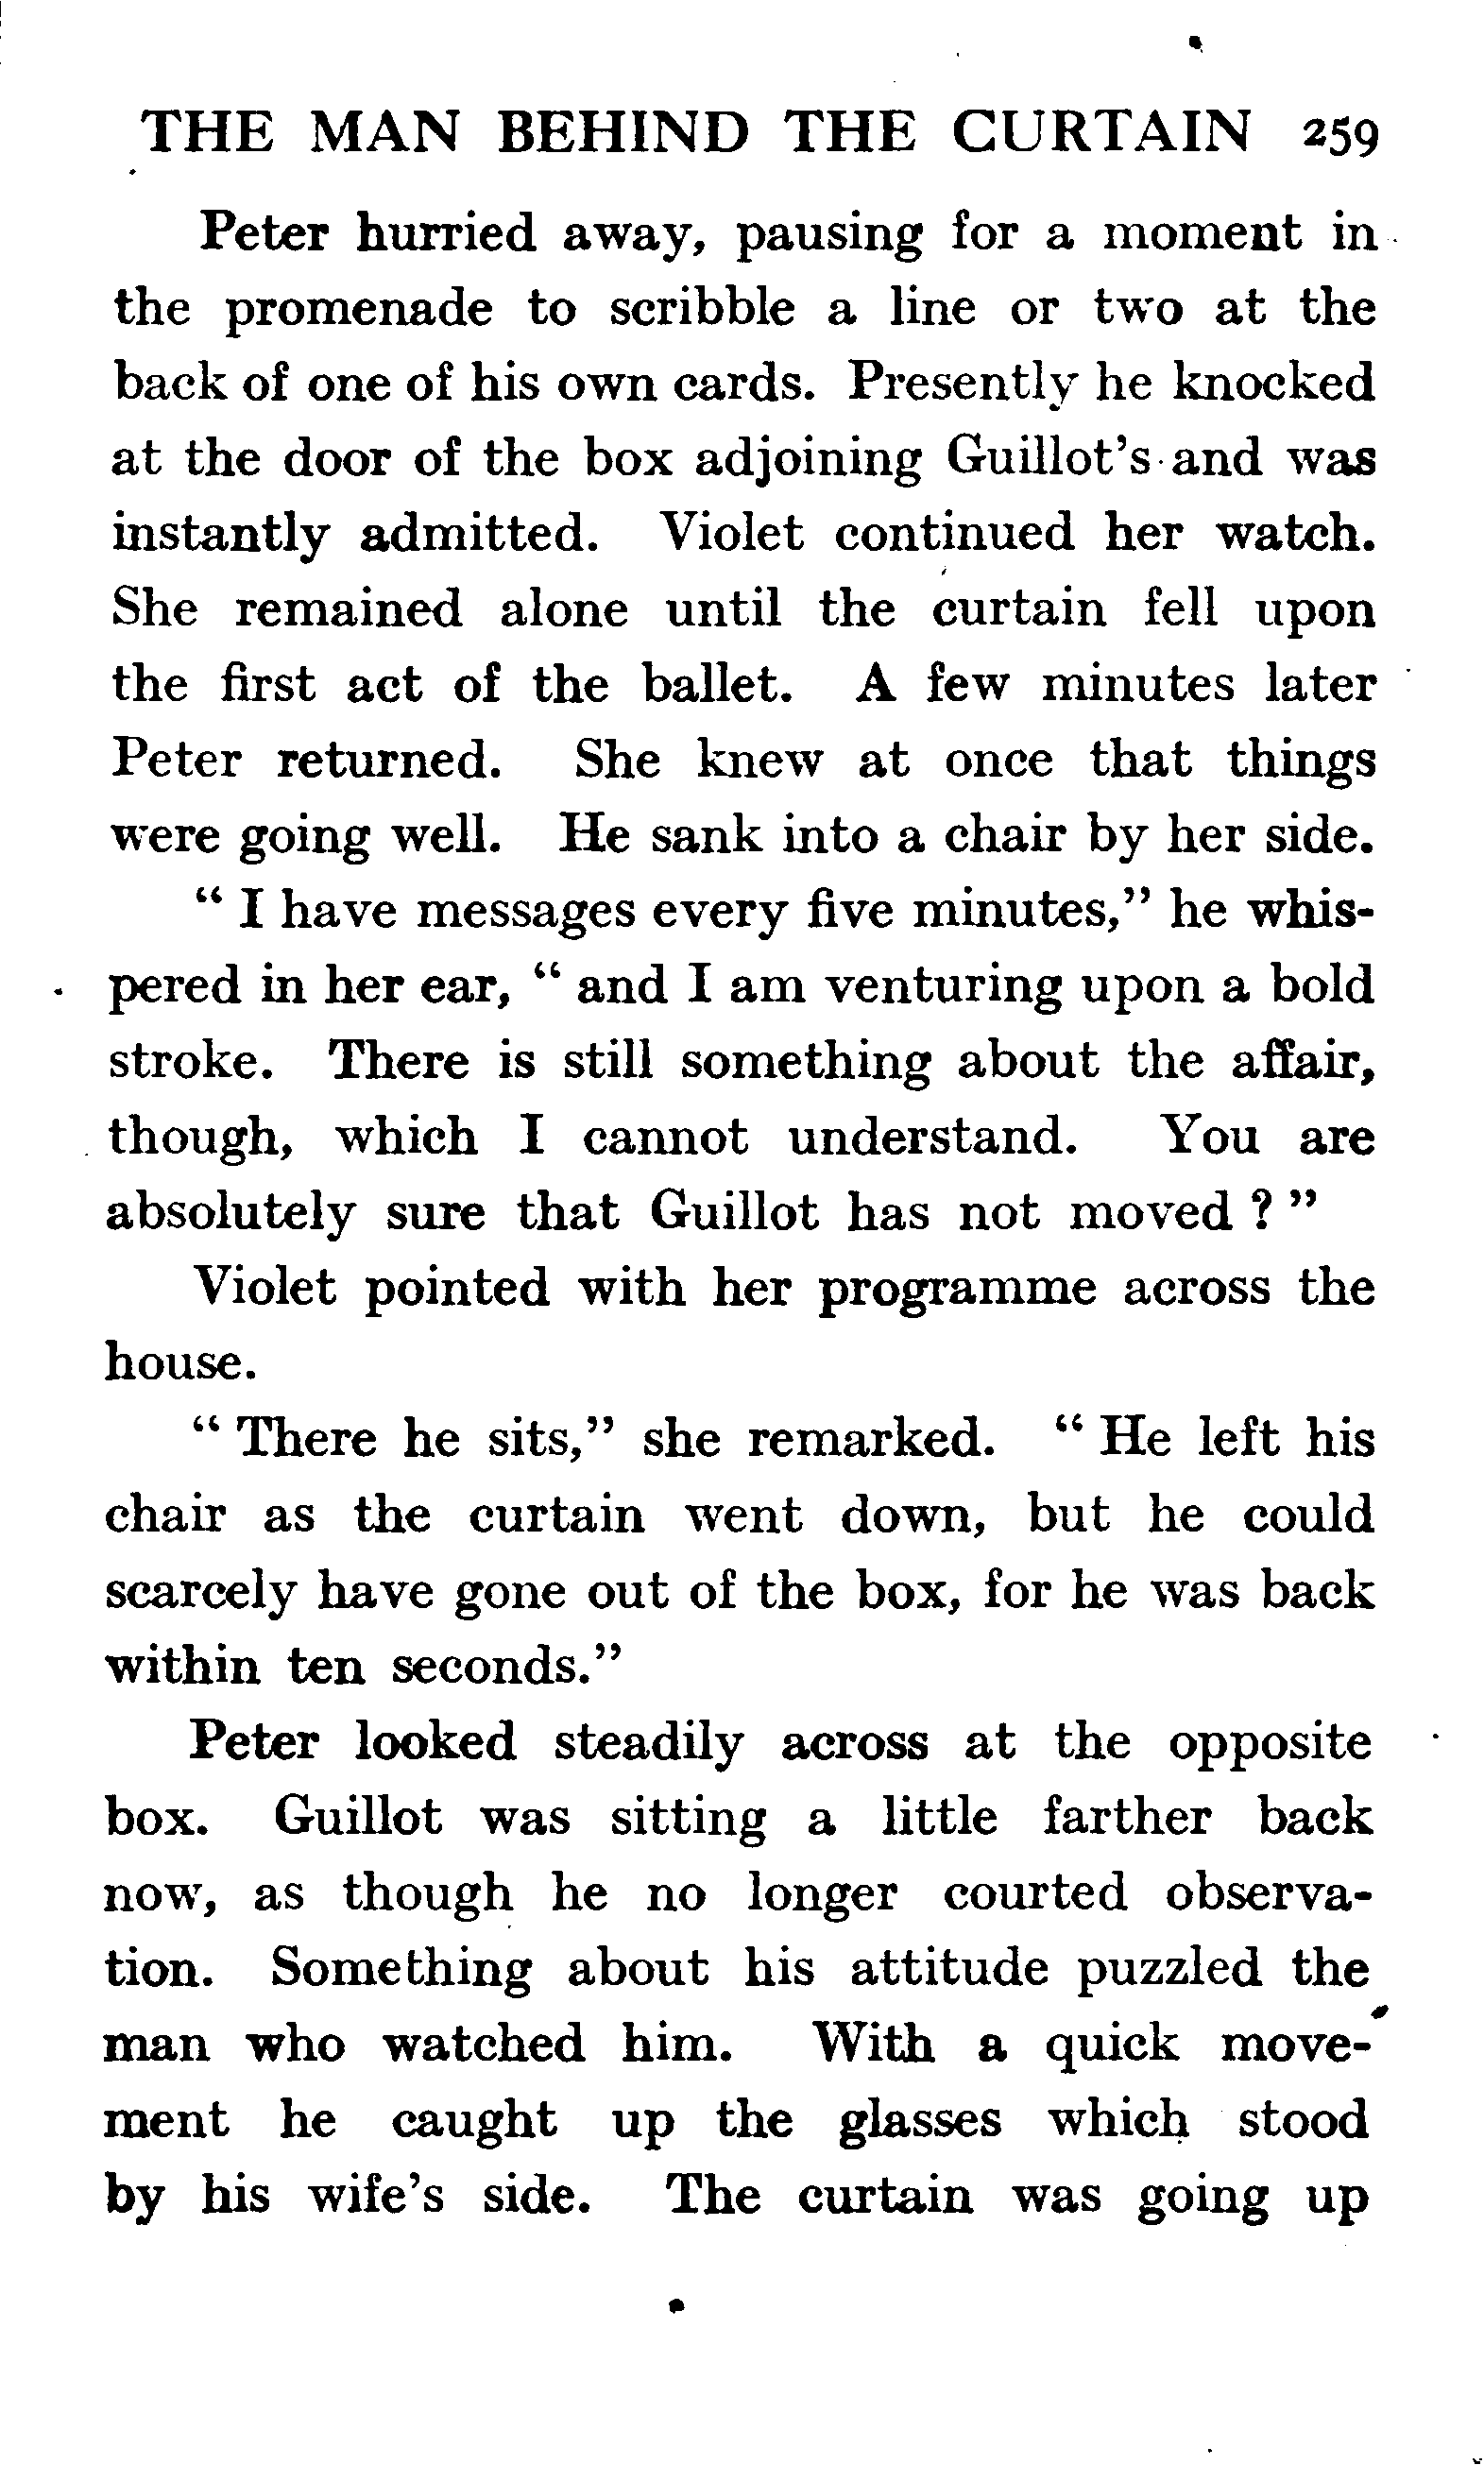 THE MAN BEHIND THE CURTAIN 259
Peter hurried away, pausing for a moment in
the promenade to scribble a line or two at the
back of one of his own cards. Presently he knocked
at the door of the box adjoining Guillot's and was
instantly admitted. Violet continued her watch.
She remained alone until the curtain fell upon
the first act of the ballet. A few minutes later
Peter returned. She knew at once that things
were going well. He sank into a chair by her side.
“ I have messages every five minutes,” he whis-
pered in her ear, “ and I am venturing upon a bold
stroke. There is still something about the affair,
though, which I cannot understand. You are
absolutely sure that Guillot has not moved ? ”
Violet pointed with her programme across the
house.
“ There he sits,” she remarked. “ He left his
chair as the curtain went down, but he could
scarcely have gone out of the box, for he was back
within ten seconds.”
Peter looked steadily across at the opposite
box. Guillot was sitting a little farther back
now, as though he no longer courted observa-
tion. Something about his attitude puzzled the
man who watched him. With a quick move-
ment he caught up the glasses which stood
by his wife's side. The curtain was going up